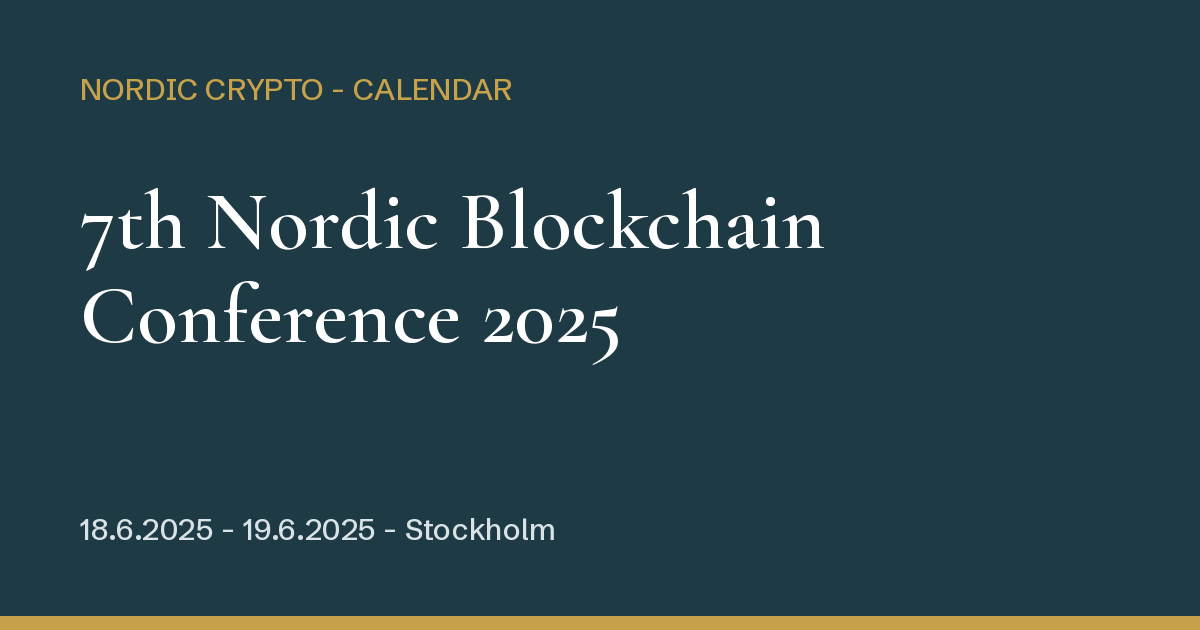 NORDIC CRYPTO - CALENDAR
7th Nordic Blockchain
Conference 2025
18.6.2025 - 19.6.2025 - Stockholm